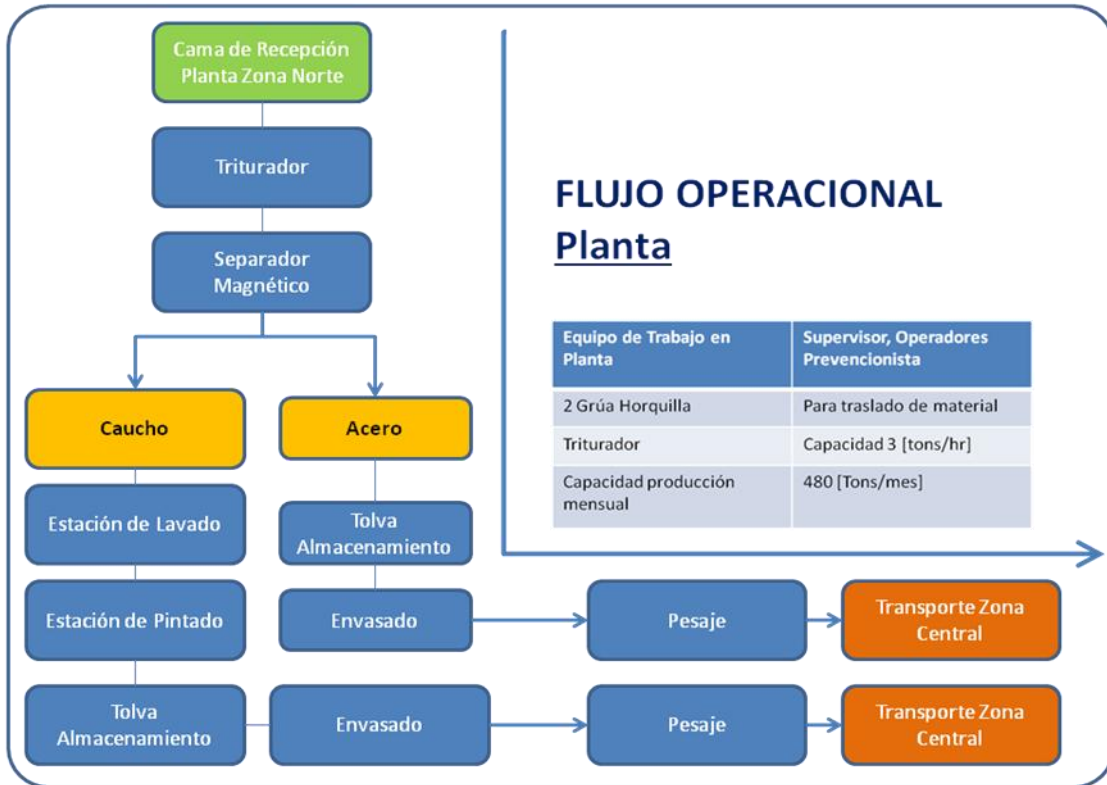 Cama de Recepción
Planta Zona Norte
Triturador
Separador
Magnético
Caucho
Acero
Estación de Lavado
Tolva
Almacenamiento
Estación de Pintado
Envasado
Pesaje
Transporte Zona
Central
Tolva
Almacenamiento
Envasado
Pesaje
Transporte Zona
Central
FLUJO OPERACIONAL
Planta
Equipo de Trabajo en
Planta
Supervisor, Operadores
Prevencionista
2 Grúa Horquilla
Para traslado de material
Triturador
Capacidad 3 [tons/hr]
Capacidad producción
mensual
480 [Tons/mes]